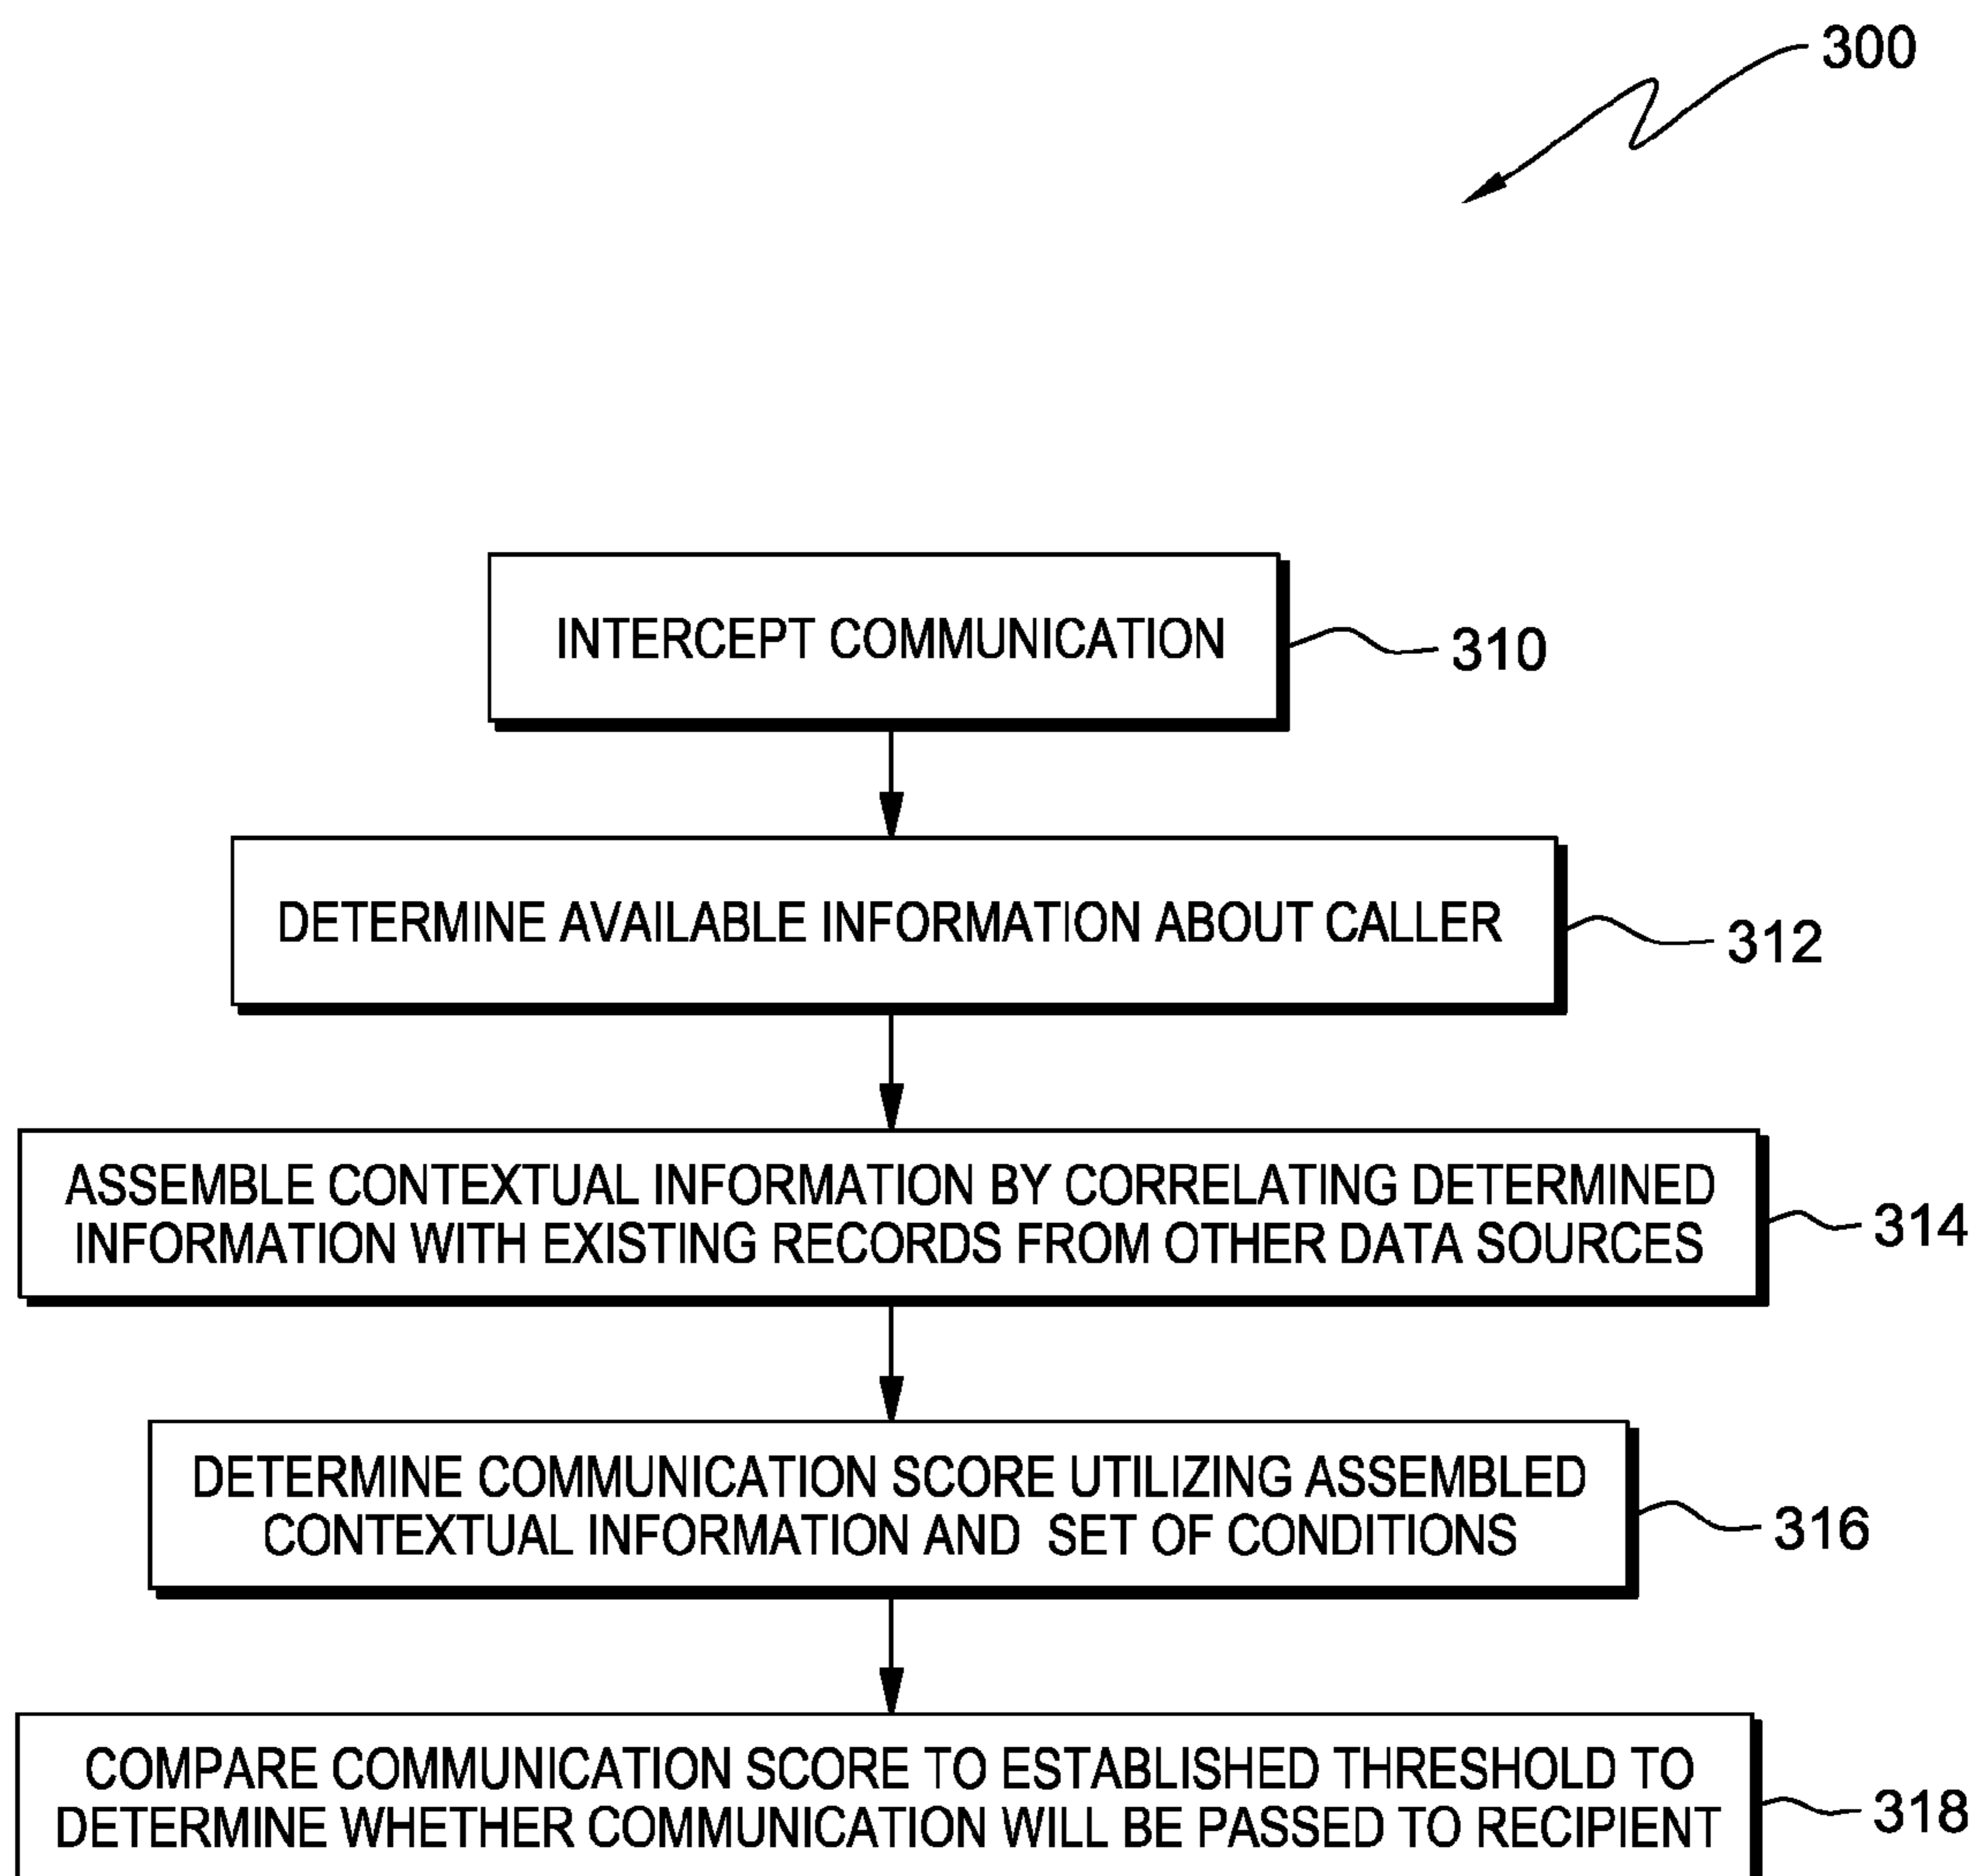 300
INTERCEPT COMMUNICATION
310
DETERMINE AVAILABLE INFORMATION ABOUT CALLER
312
ASSEMBLE CONTEXTUAL INFORMATION BY CORRELATING DETERMINED
INFORMATION WITH EXISTING RECORDS FROM OTHER DATA SOURCES
314
DETERMINE COMMUNICATION SCORE UTILIZING ASSEMBLED
CONTEXTUAL INFORMATION AND SET OF CONDITIONS
316
COMPARE COMMUNICATION SCORE TO ESTABLISHED THRESHOLD TO
DETERMINE WHETHER COMMUNICATION WILL BE PASSED TO RECIPIENT
318